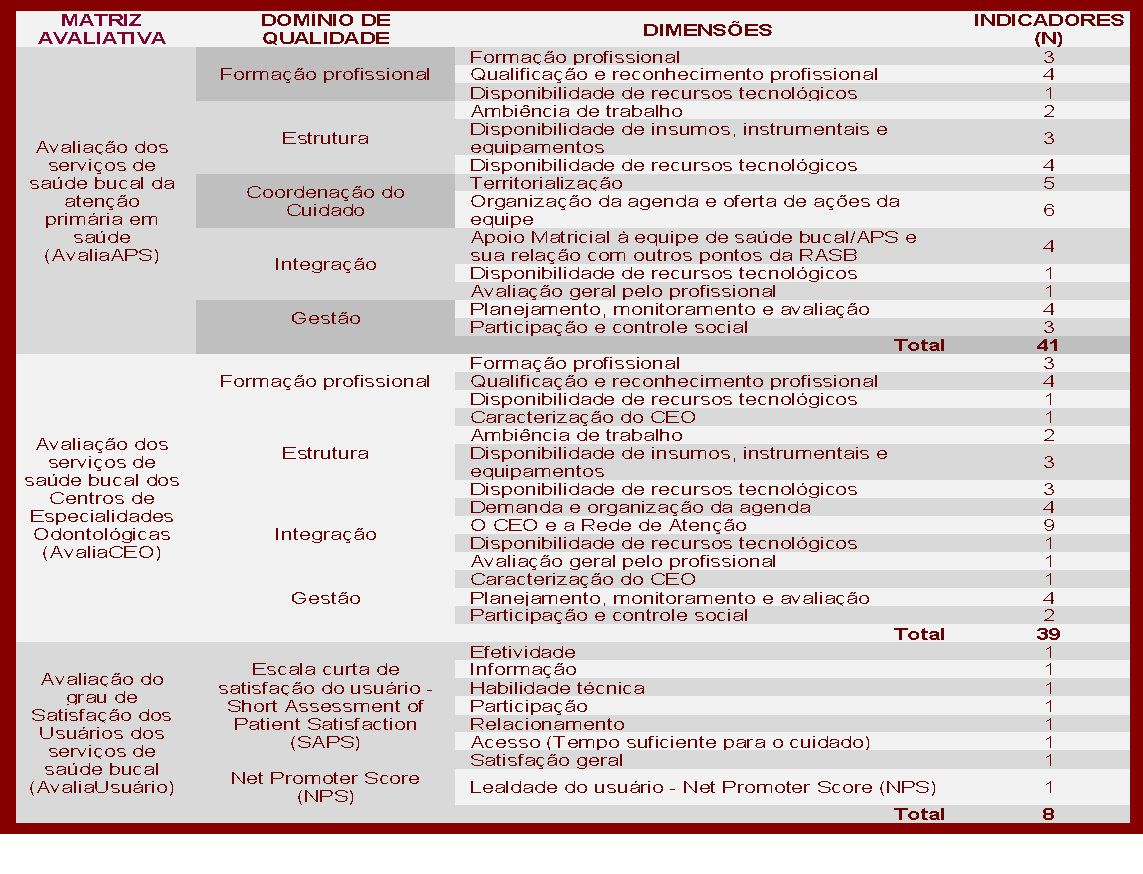 MATRIZ AVALIATIVA DOMÍNIO DE QUALIDADE DIMENSÕES INDICADORES (N)
Avaliação dos serviços de saúde bucal da atenção primária em saúde (AvaliaAPS)
Formação profissional
Formação profissional 3
Qualificação e reconhecimento profissional 4
Disponibilidade de recursos tecnológicos 1
Estrutura
Ambiência de trabalho 2
Disponibilidade de insumos, instrumentais e equipamentos 3
Disponibilidade de recursos tecnológicos 4
Coordenação do Cuidado
Territorialização 5
Organização da agenda e oferta de ações da equipe 6
Integração
Apoio Matricial à equipe de saúde bucal/APS e sua relação com outros pontos da RASB 4
Disponibilidade de recursos tecnológicos 1
Avaliação geral pelo profissional 1
Gestão
Planejamento, monitoramento e avaliação 4
Participação e controle social 3
Total 41
Avaliação dos serviços de saúde bucal dos Centros de Especialidades Odontológicas (AvaliaCEO)
Formação profissional
Formação profissional 3
Qualificação e reconhecimento profissional 4
Disponibilidade de recursos tecnológicos 1
Estrutura
Caracterização do CEO 1
Ambiência de trabalho 2
Disponibilidade de insumos, instrumentais e equipamentos 3
Disponibilidade de recursos tecnológicos 3
Integração
Demanda e organização da agenda 4
O CEO e a Rede de Atenção 9
Disponibilidade de recursos tecnológicos 1
Avaliação geral pelo profissional 1
Gestão
Caracterização do CEO 1
Planejamento, monitoramento e avaliação 4
Participação e controle social 2
Total 39
Avaliação do grau de Satisfação dos Usuários dos serviços de saúde bucal (AvaliaUsuário)
Escala curta de satisfação do usuário - Short Assessment of Patient Satisfaction (SAPS)
Efetividade 1
Informação 1
Habilidade técnica 1
Participação 1
Relacionamento 1
Acesso (Tempo suficiente para o cuidado) 1
Satisfação geral 1
Net Promoter Score (NPS)
Lealdade do usuário - Net Promoter Score (NPS) 1
Total 8